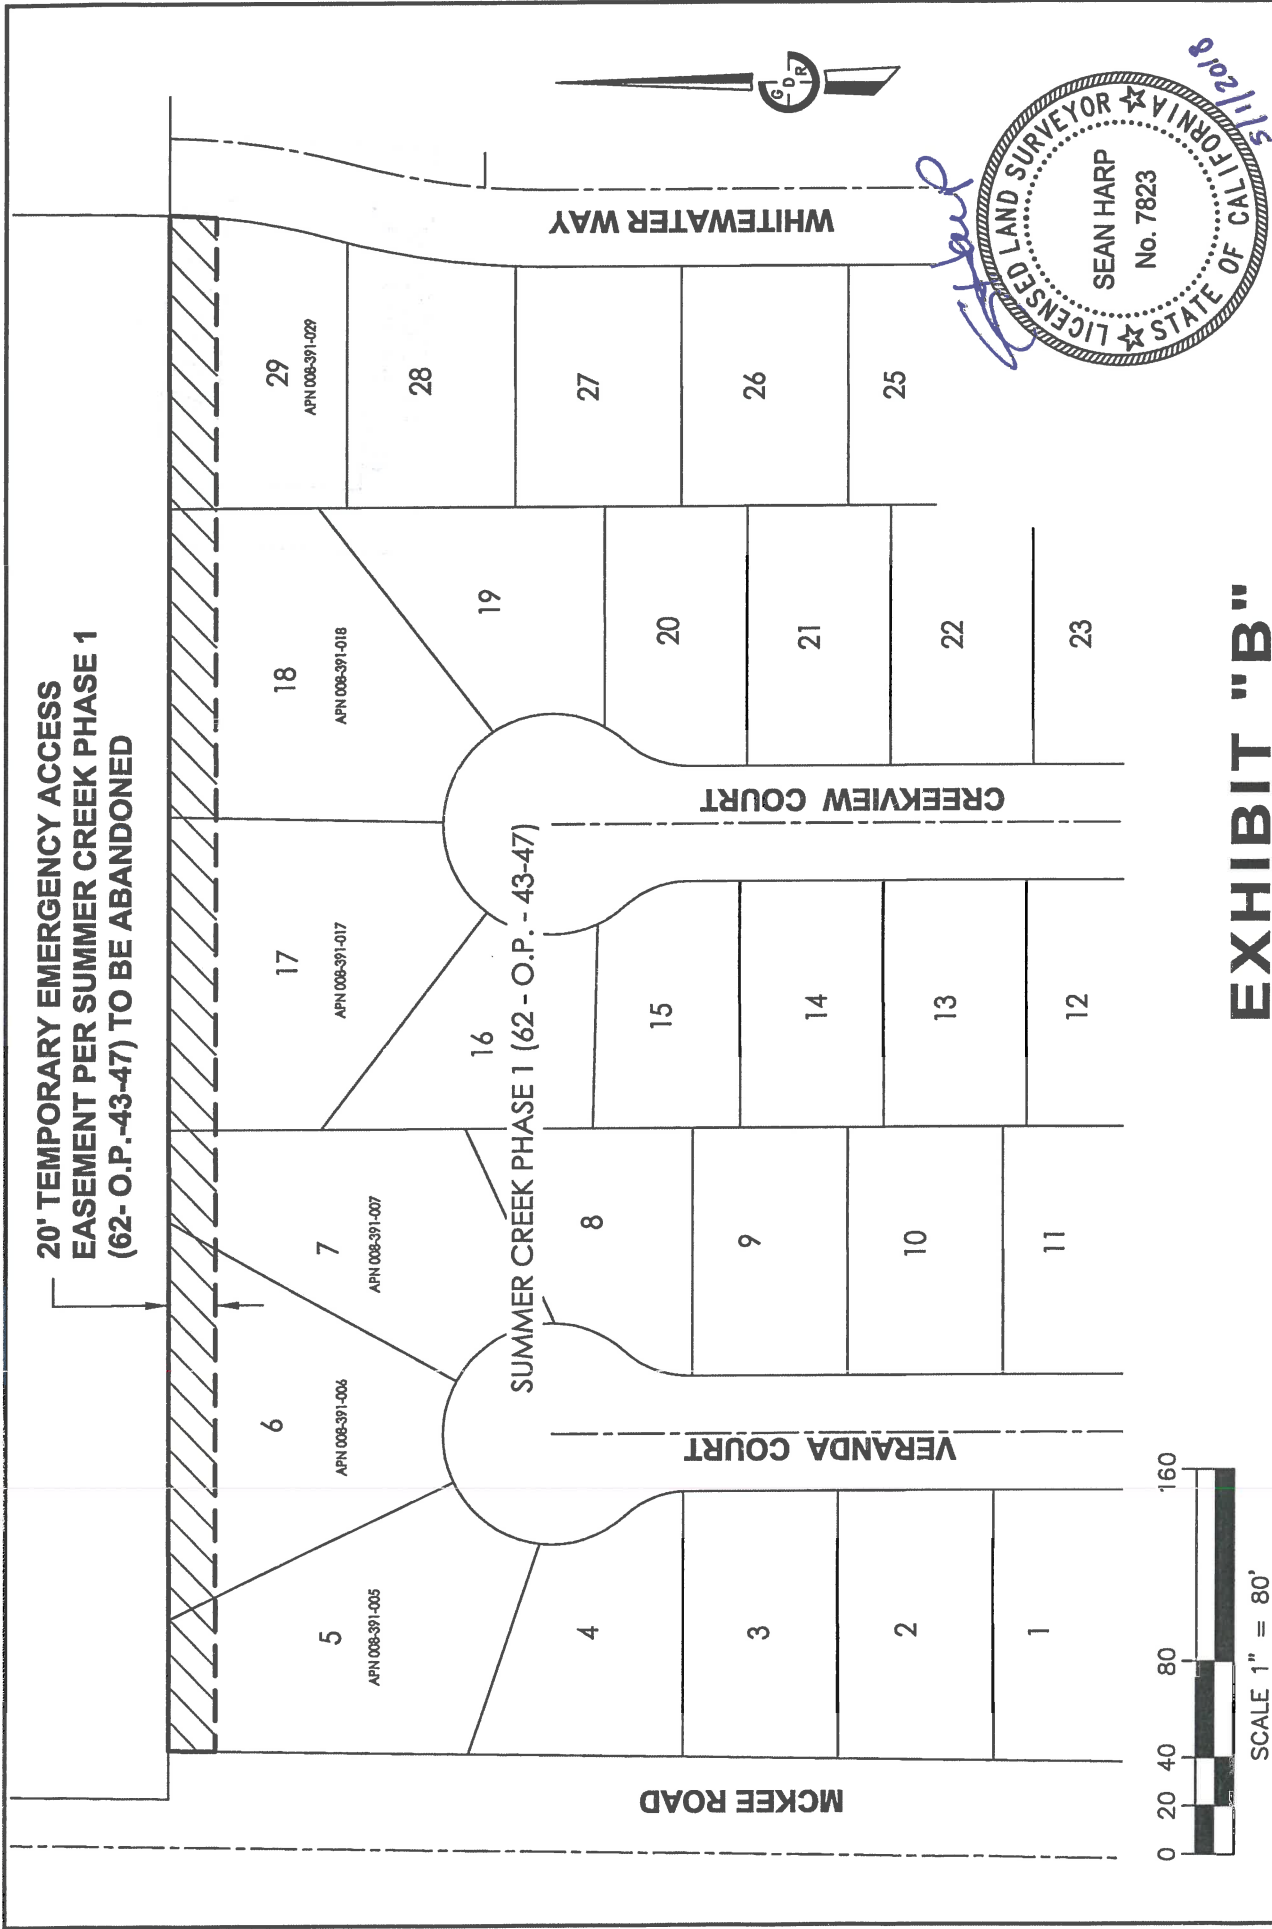 20' TEMPORARY EMERGENCY ACCESS
EASEMENT PER SUMMER CREEK PHASE 1
(62- O.P.-43-47) TO BE ABANDONED
5
APN 008-391-005
6
APN 008-391-006
7
APN 008-391-007
17
APN 008-391-017
18
APN 008-391-018
29
APN 008-391-029
4
3
2
1
8
9
10
11
16
15
14
13
12
19
20
21
22
23
28
27
26
25
SUMMER CREEK PHASE 1 (62 - O.P. - 43-47)
MCKEE ROAD
VERANDA COURT
CREEKVIEW COURT
WHITEWATER WAY
G
D
R
LICENSED LAND SURVEYOR
SEAN HARP
No. 7823
STATE OF CALIFORNIA
5/11/2018
0 20 40 80 160
SCALE 1" = 80'
EXHIBIT "B"